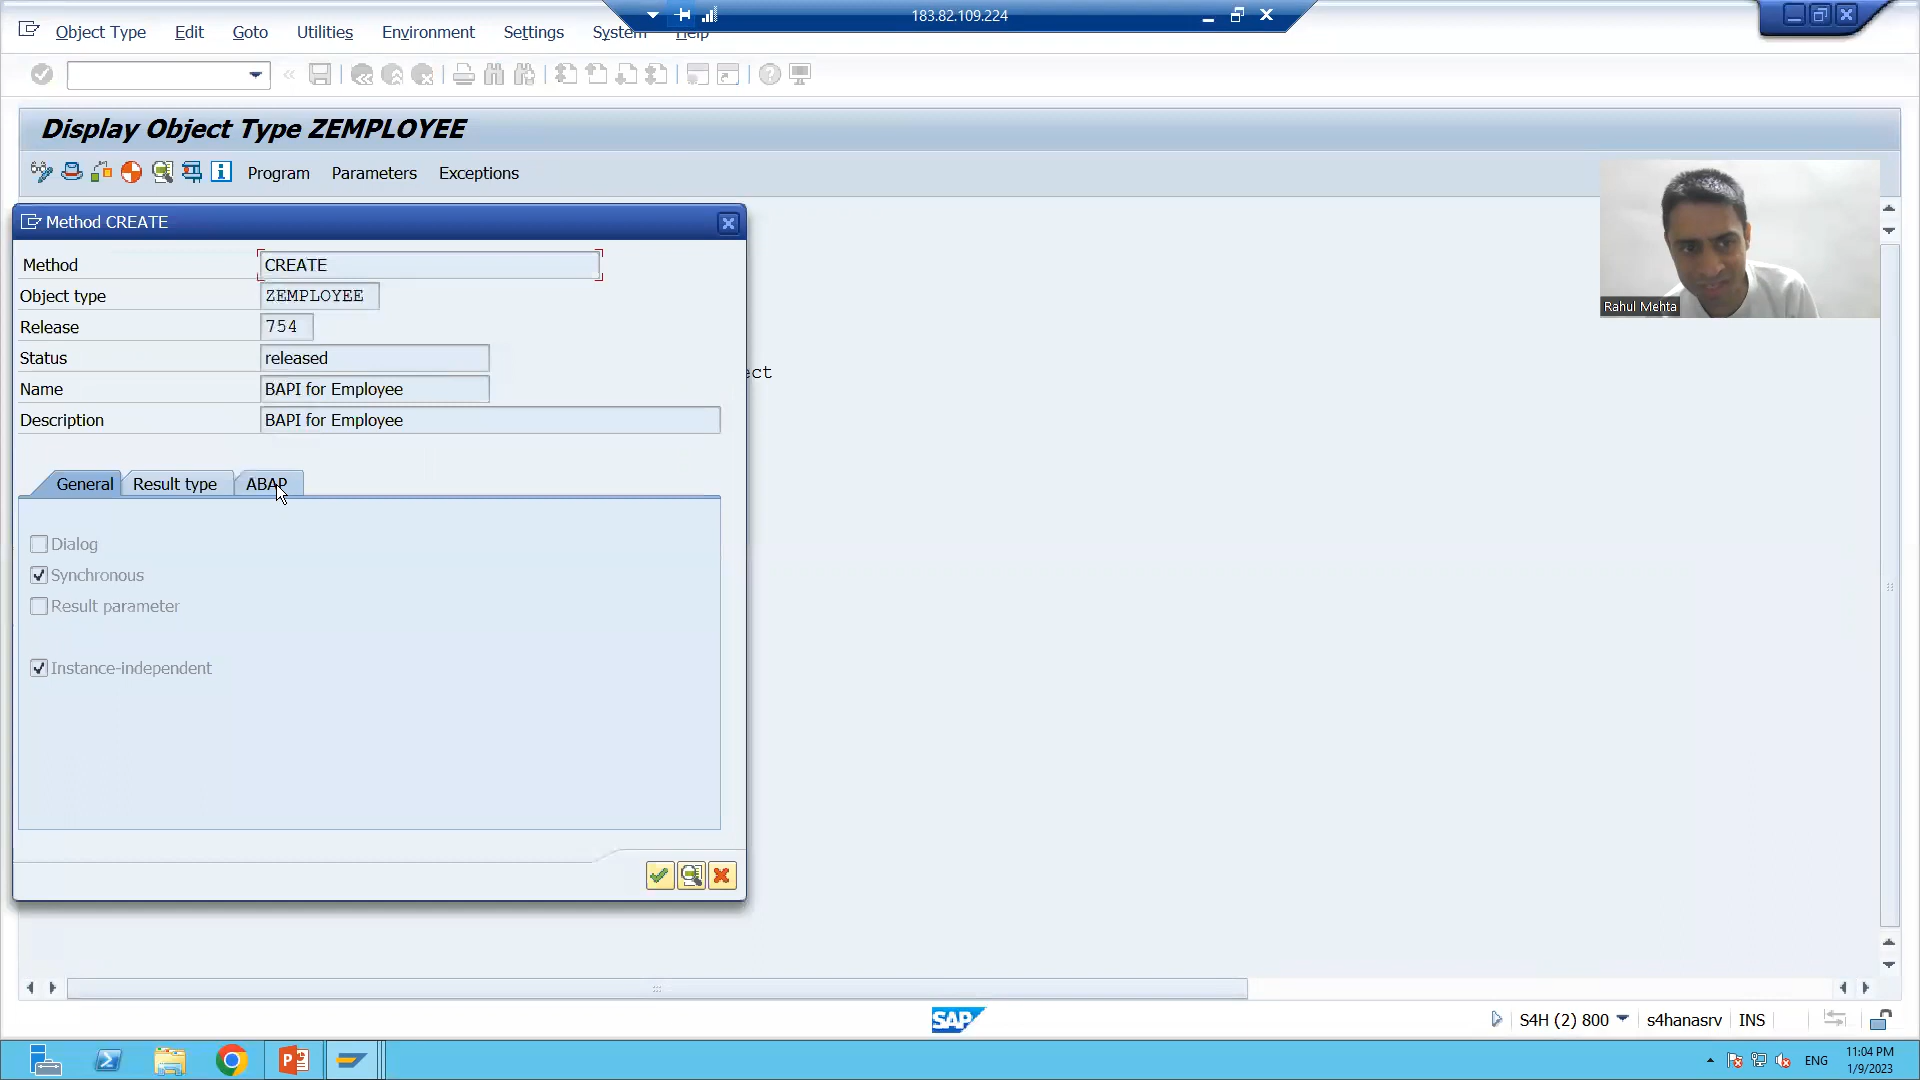 183.82.109.224
Object Type Edit Goto Utilities Environment Settings System Help
Display Object Type ZEMPLOYEE
Program Parameters Exceptions
Method CREATE
Method CREATE
Object type ZEMPLOYEE
Release 754
Status released
ect
Name BAPI for Employee
Description BAPI for Employee
General Result type ABAP
Dialog
Synchronous
Result parameter
Instance-independent
Rahul Mehta
SAP
S4H (2) 800 s4hanasrv INS
ENG
11:04 PM
1/9/2023